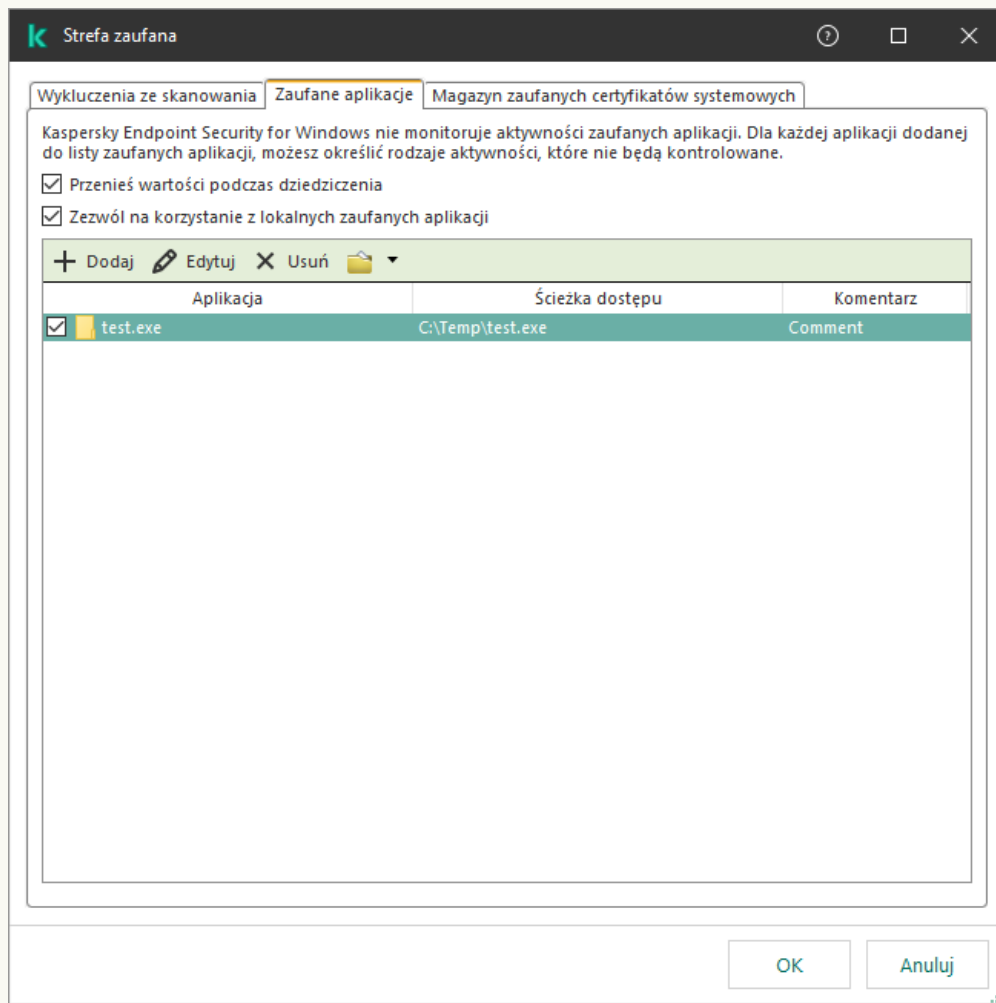 Strefa zaufana
Wykluczenia ze skanowania Zaufane aplikacje Magazyn zaufanych certyfikatów systemowych
Kaspersky Endpoint Security for Windows nie monitoruje aktywności zaufanych aplikacji. Dla każdej aplikacji dodanej
do listy zaufanych aplikacji, możesz określić rodzaje aktywności, które nie będą kontrolowane.
Przenieś wartości podczas dziedziczenia
Zezwól na korzystanie z lokalnych zaufanych aplikacji
Dodaj Edytuj Usuń
Aplikacja Ścieżka dostępu Komentarz
test.exe C:\Temp\test.exe Comment
OK Anuluj